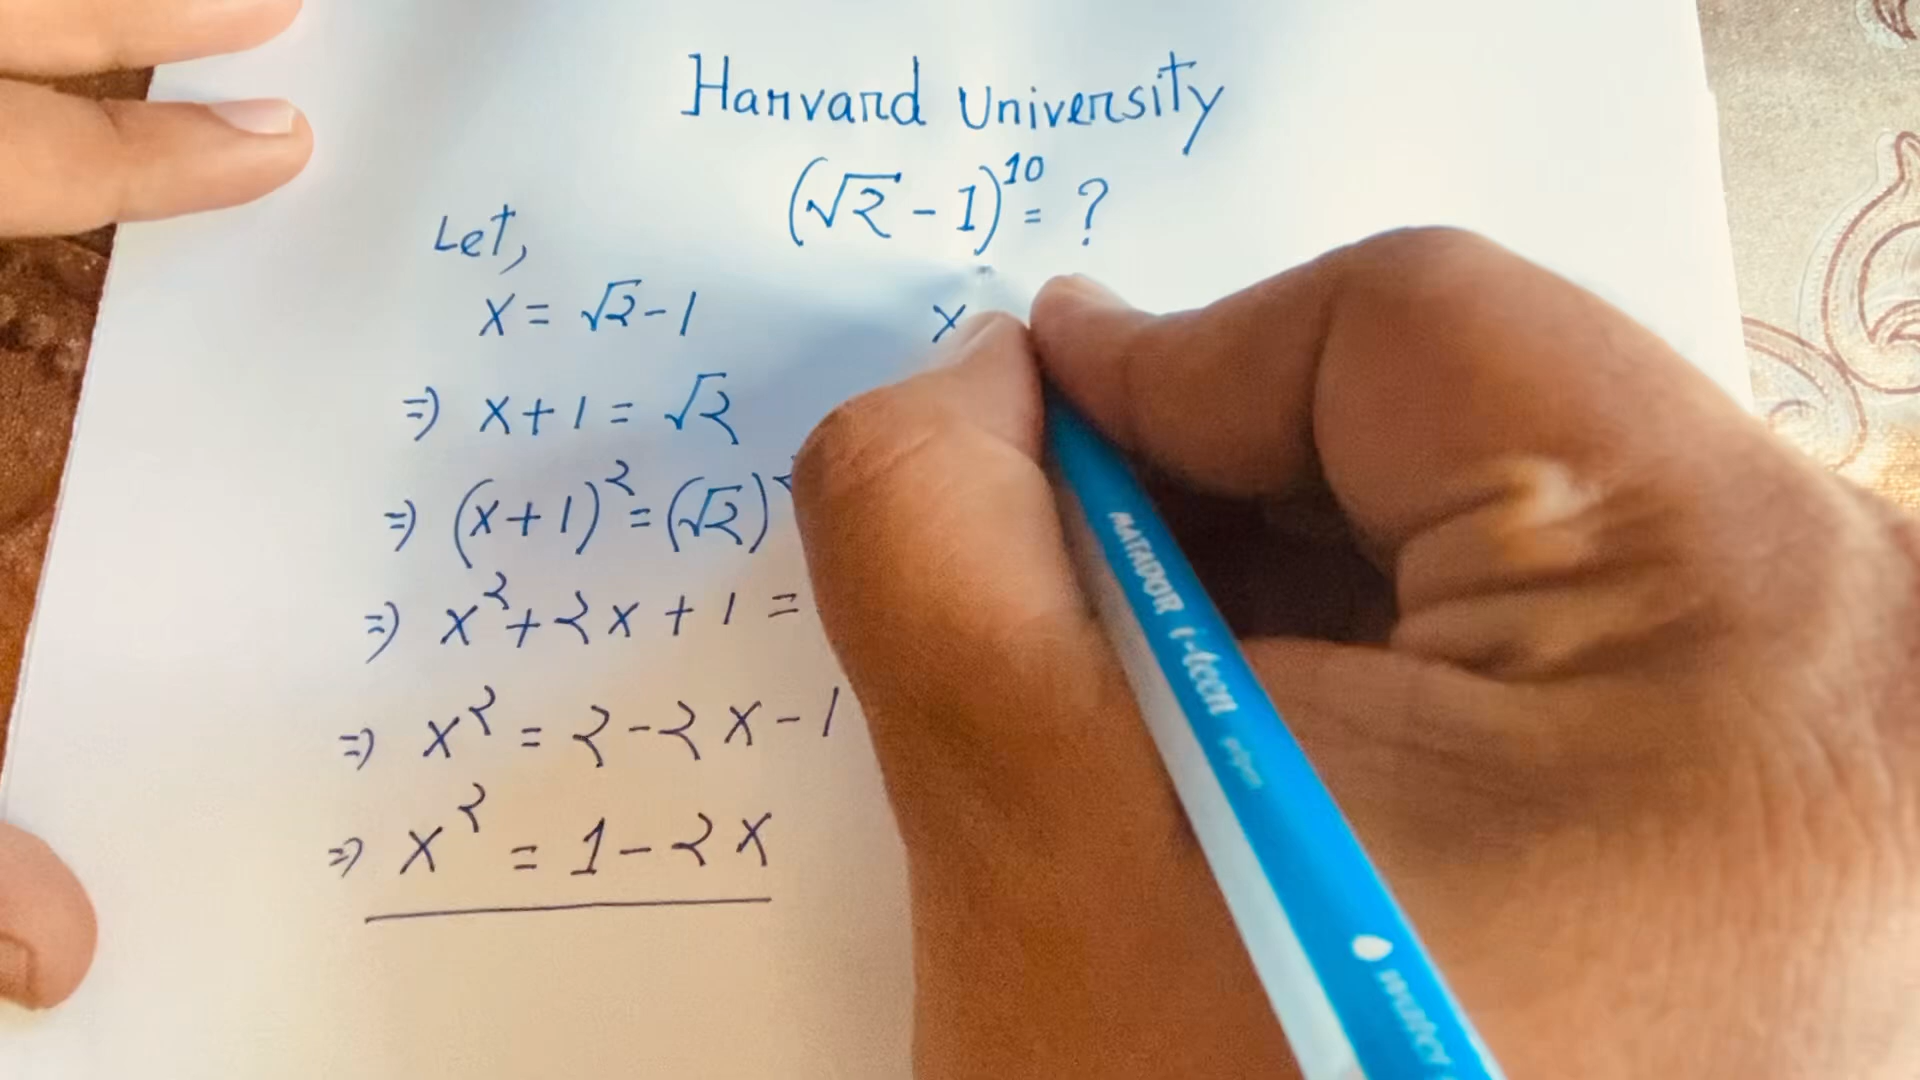 Harvard University
(√2 - 1)^10 = ?
Let,
x = √2 - 1
x
⇒ x + 1 = √2
⇒ (x + 1)^2 = (√2)^2
⇒ x^2 + 2x + 1 =
⇒ x^2 = 2 - 2x - 1
⇒ x^2 = 1 - 2x
MATADOR i-teen